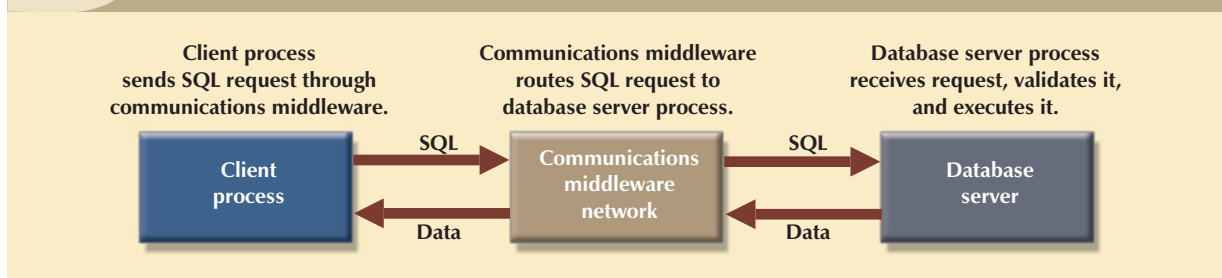 Client process
sends SQL request through
communications middleware.
Communications middleware
routes SQL request to
database server process.
Database server process
receives request, validates it,
and executes it.
Client
process
SQL
Data
Communications
middleware
network
SQL
Data
Database
server